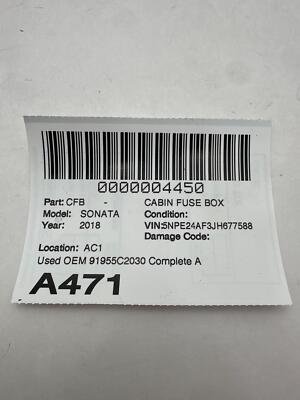 0000004450
Part: CFB - CABIN FUSE BOX
Model: SONATA Condition:
Year: 2018 VIN:5NPE24AF3JH677588
Damage Code:
Location: AC1
Used OEM 91955C2030 Complete A
A471